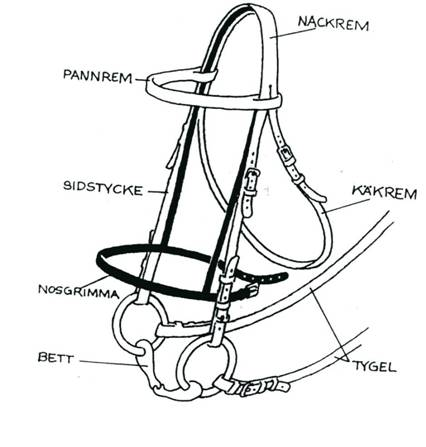 NACKREM
PANNREM
SIDSTYCKE
KÄKREM
NOSGRIMMA
BETT
TYGEL